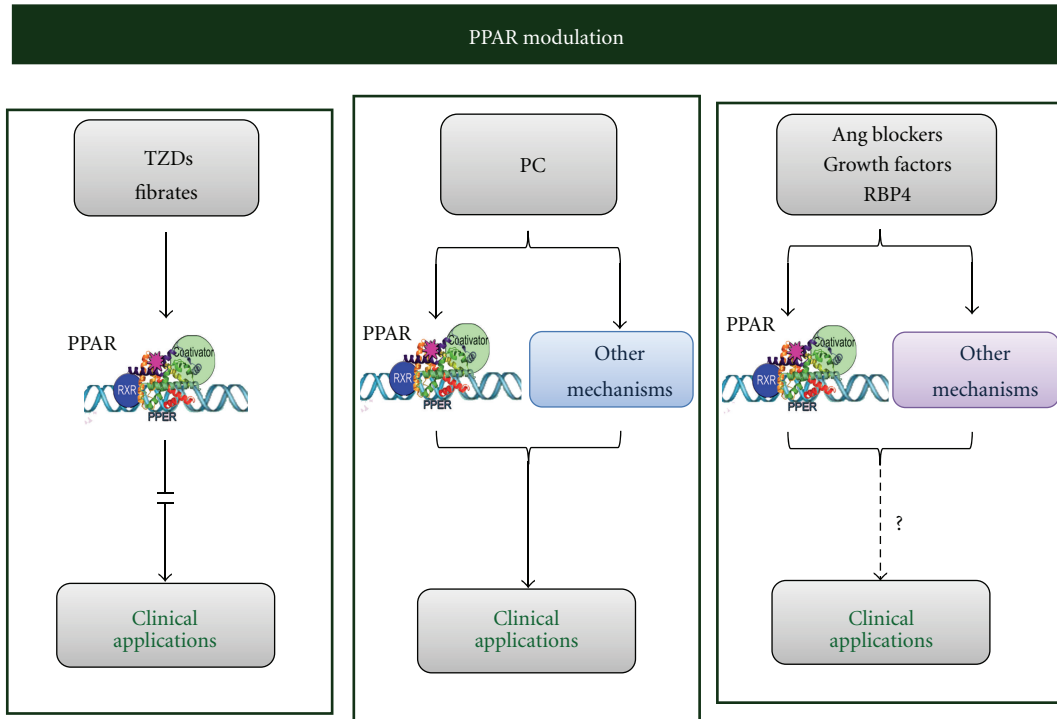 PPAR modulation
TZDs
fibrates
PPAR
Coativator
RXR
PPER
Clinical
applications
PC
PPAR
Coativator
RXR
PPER
Other
mechanisms
Clinical
applications
Ang blockers
Growth factors
RBP4
PPAR
Coativator
RXR
PPER
Other
mechanisms
?
Clinical
applications